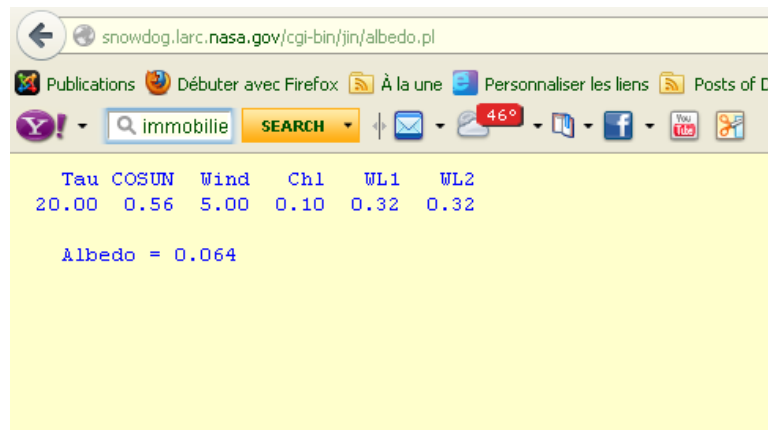 snowdog.larc.nasa.gov/cgi-bin/jin/albedo.pl
Publications Débuter avec Firefox À la une Personnaliser les liens Posts of D
Y! immobilie SEARCH 46° f You Tube
Tau COSUN Wind Chl WL1 WL2
20.00 0.56 5.00 0.10 0.32 0.32
Albedo = 0.064